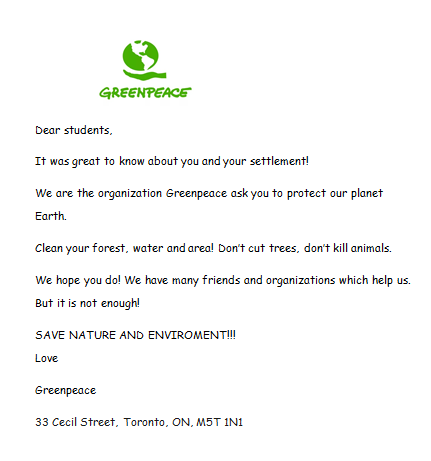 GREENPEACE
Dear students,
It was great to know about you and your settlement!
We are the organization Greenpeace ask you to protect our planet
Earth.
Clean your forest, water and area! Don't cut trees, don't kill animals.
We hope you do! We have many friends and organizations which help us.
But it is not enough!
SAVE NATURE AND ENVIROMENT!!!
Love
Greenpeace
33 Cecil Street, Toronto, ON, M5T 1N1